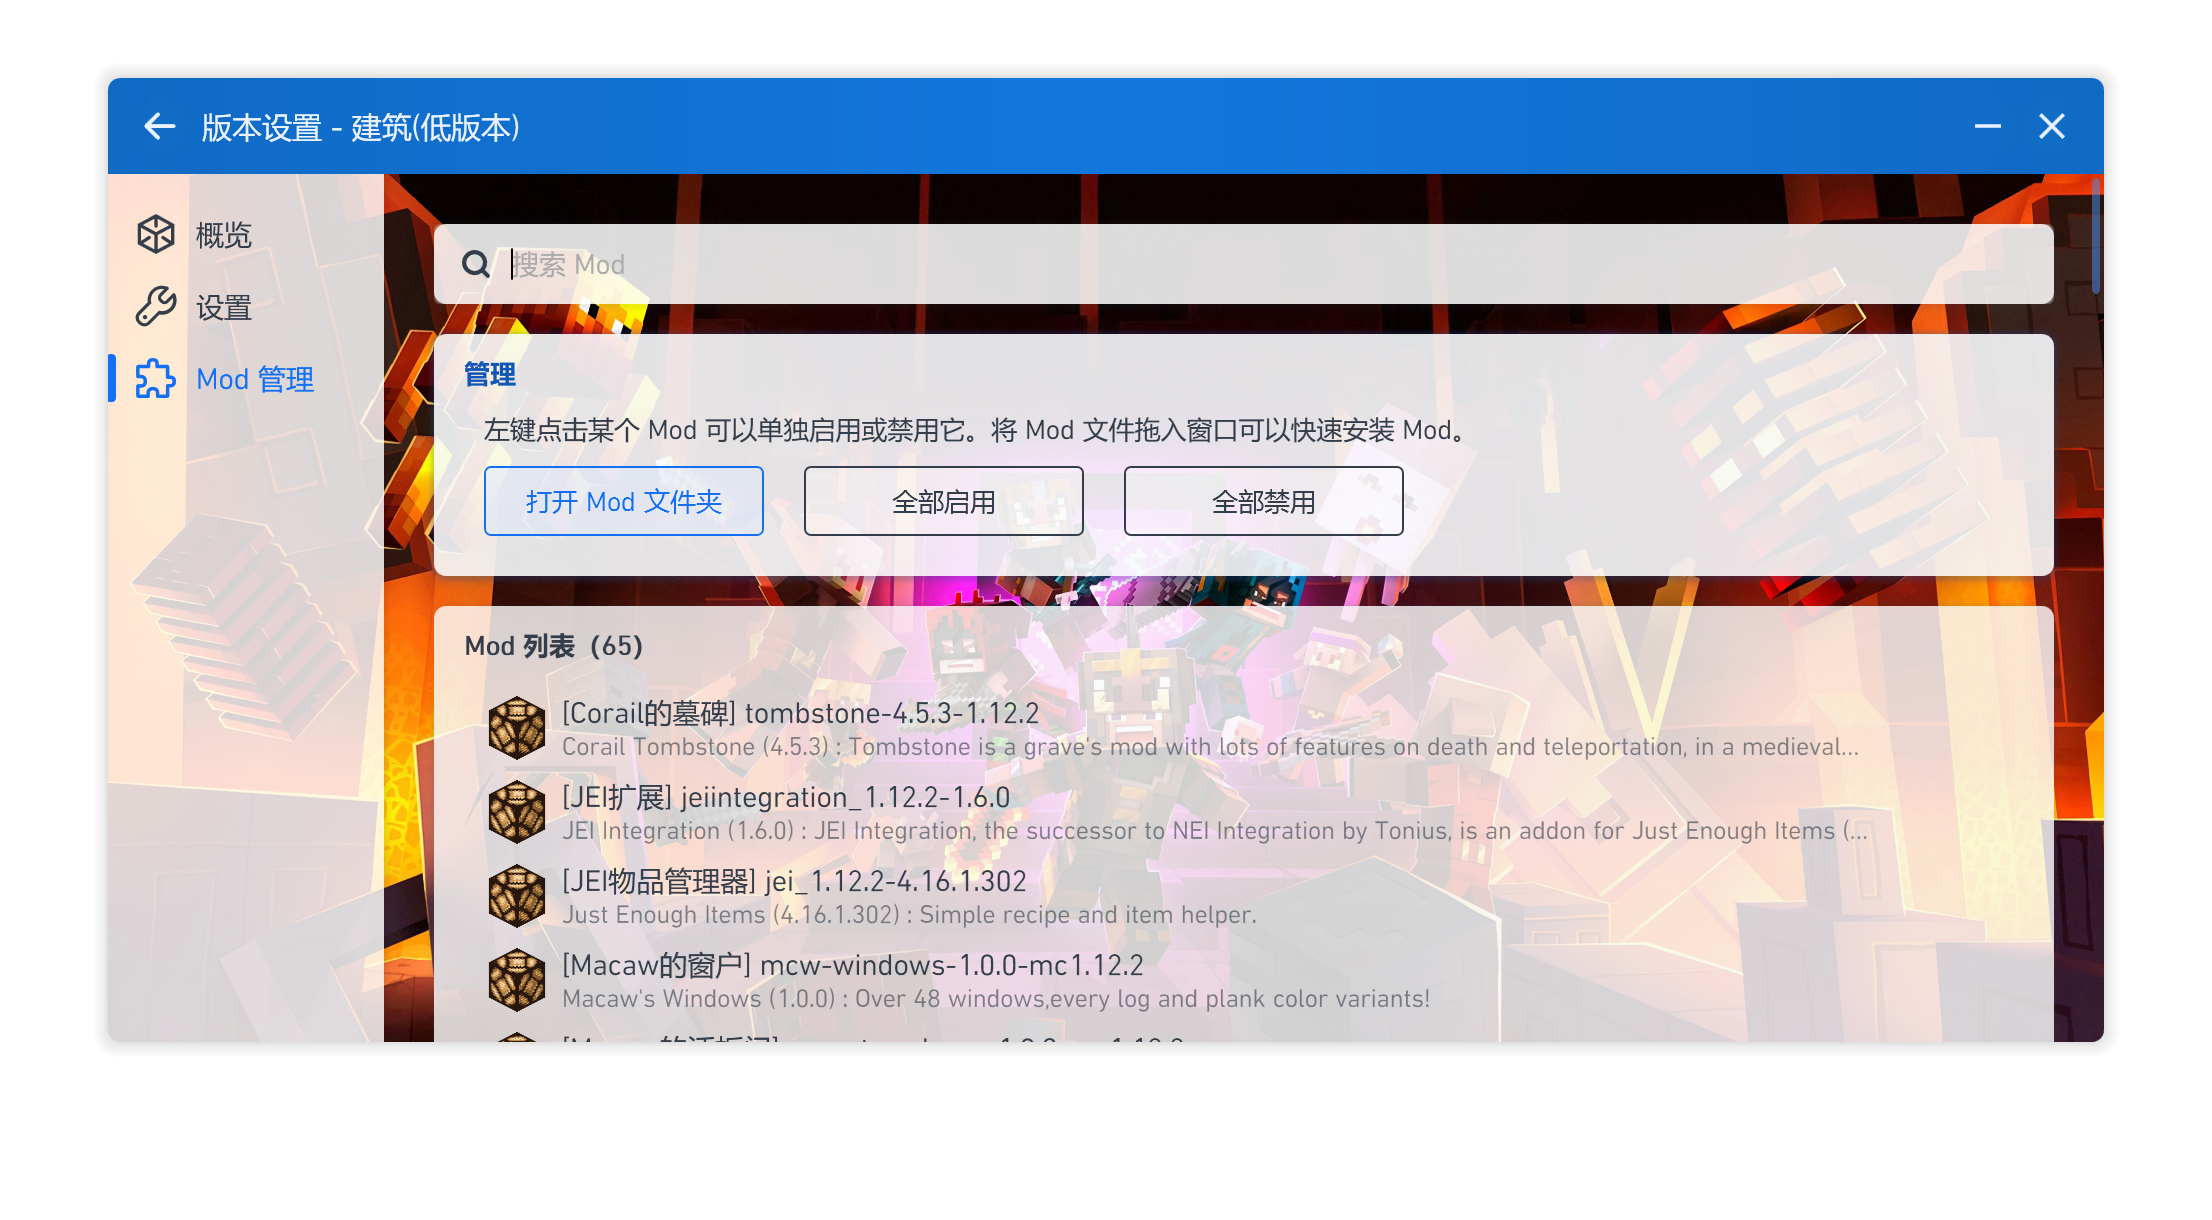 版本设置 - 建筑(低版本)
概览
设置
Mod 管理
搜索 Mod
管理
左键点击某个 Mod 可以单独启用或禁用它。将 Mod 文件拖入窗口可以快速安装 Mod。
打开 Mod 文件夹
全部启用
全部禁用
Mod 列表（65）
[Corail的墓碑] tombstone-4.5.3-1.12.2
Corail Tombstone (4.5.3) : Tombstone is a grave's mod with lots of features on death and teleportation, in a medieval...
[JEI扩展] jeiintegration_1.12.2-1.6.0
JEI Integration (1.6.0) : JEI Integration, the successor to NEI Integration by Tonius, is an addon for Just Enough Items (...
[JEI物品管理器] jei_1.12.2-4.16.1.302
Just Enough Items (4.16.1.302) : Simple recipe and item helper.
[Macaw的窗户] mcw-windows-1.0.0-mc1.12.2
Macaw's Windows (1.0.0) : Over 48 windows,every log and plank color variants!